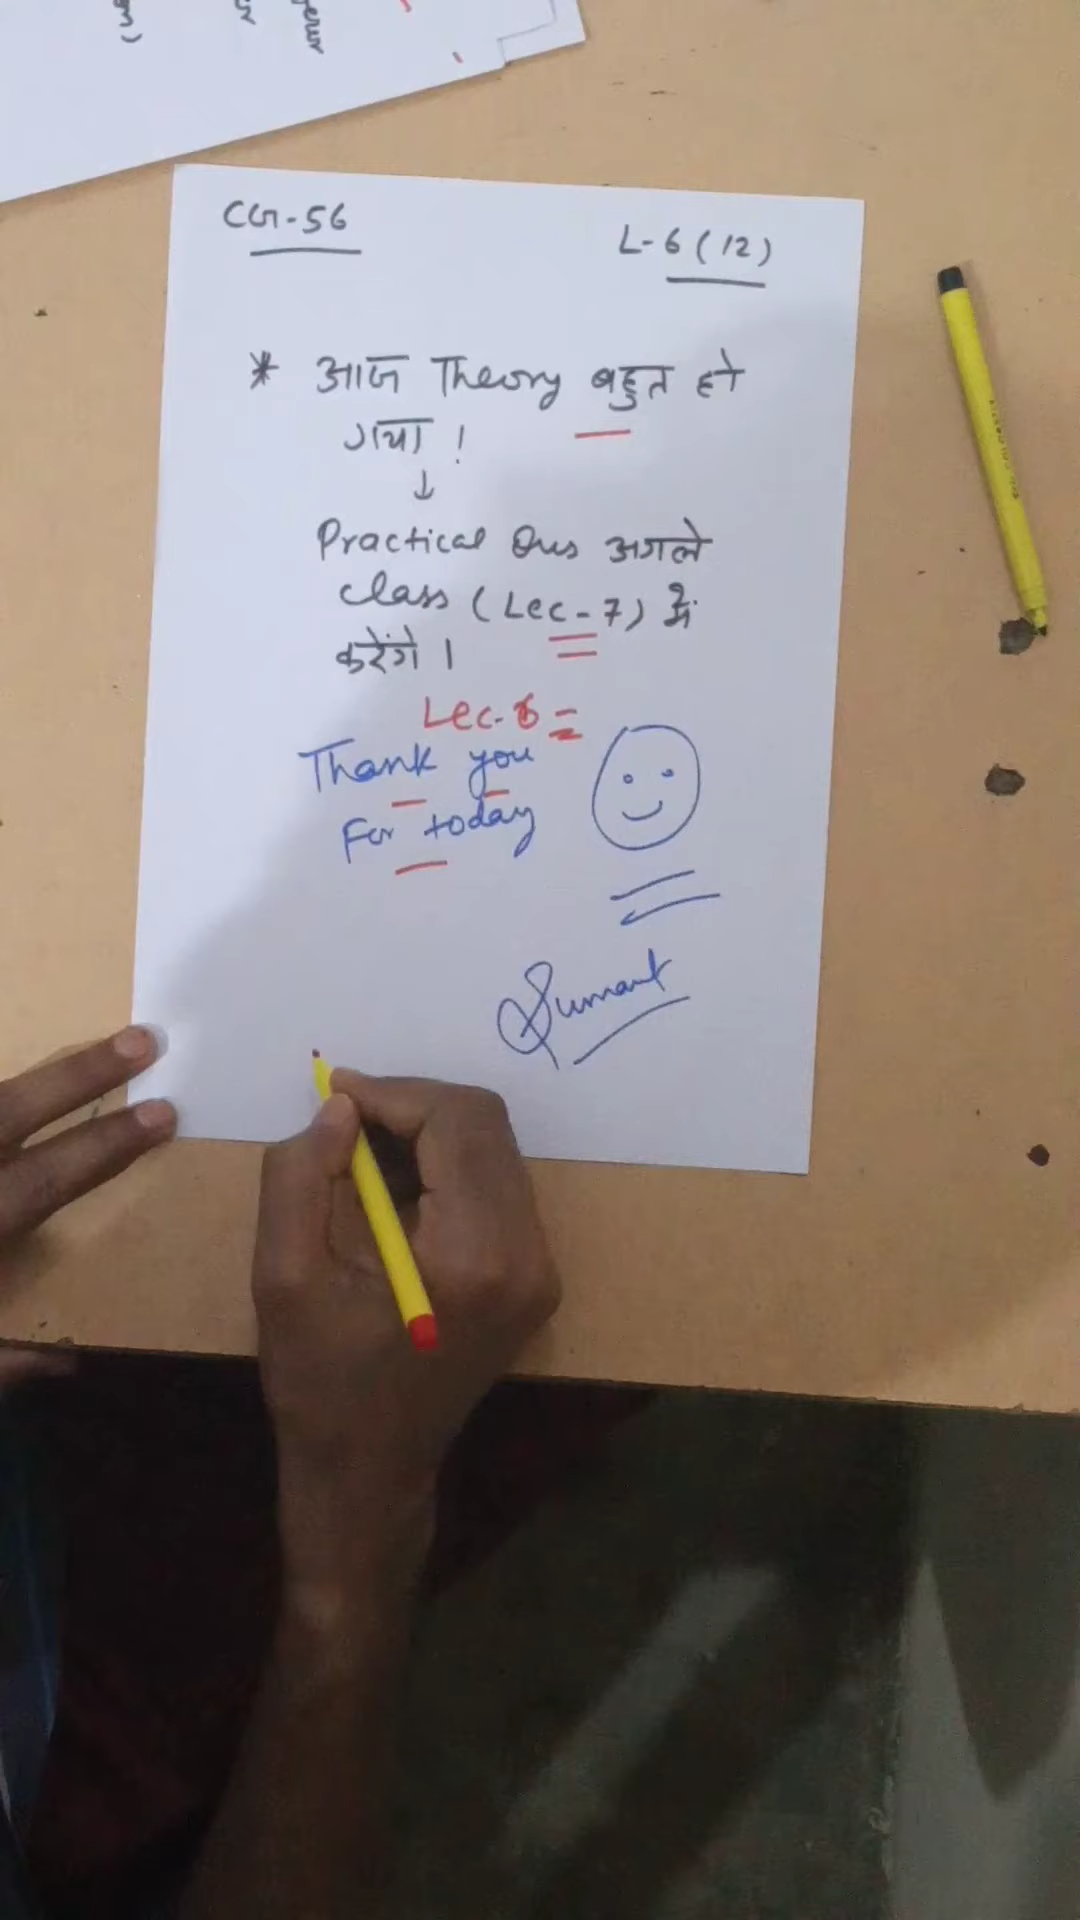 CG-56
L-6 (12)
* आज Theory बहुत हो
गया !
↓
Practical Ques अगले
class (Lec-7) में
करेंगे ।
Lec-6
Thank you
For today
Sumant